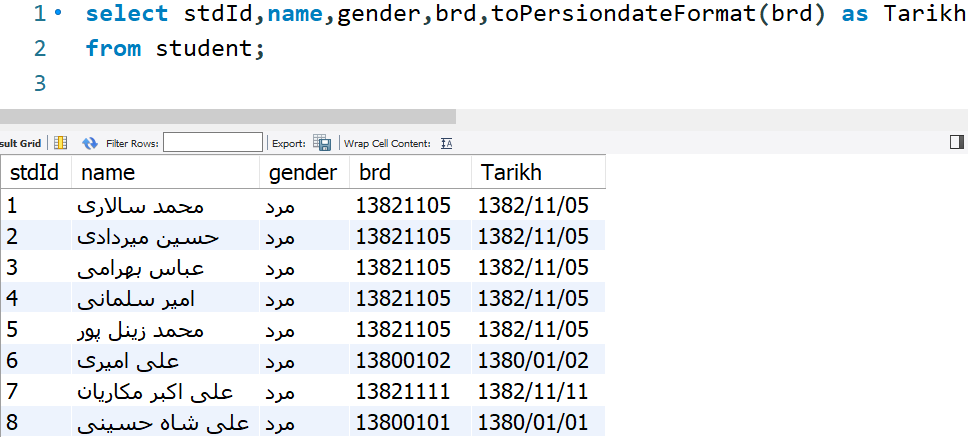 1 select stdId,name,gender,brd,toPersiondateFormat(brd) as Tarikh
2 from student;
3
sult Grid Filter Rows: Export: Wrap Cell Content:
stdId name gender brd Tarikh
1 محمد سالاری مرد 13821105 1382/11/05
2 حسین میردادی مرد 13821105 1382/11/05
3 عباس بهرامی مرد 13821105 1382/11/05
4 امیر سلمانی مرد 13821105 1382/11/05
5 محمد زینل پور مرد 13821105 1382/11/05
6 علی امیری مرد 13800102 1380/01/02
7 علی اکبر مکاریان مرد 13821111 1382/11/11
8 علی شاه حسینی مرد 13800101 1380/01/01